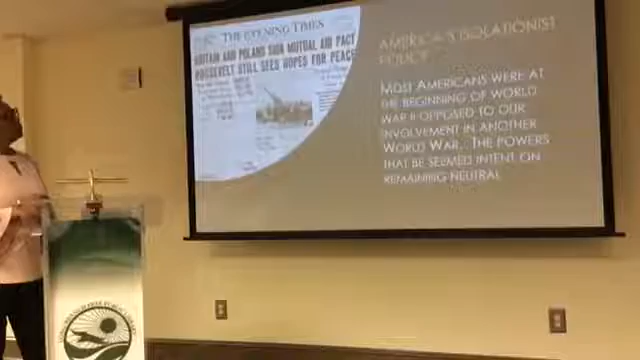 THE EVENING TIMES
BRITAIN AND POLAND SIGN MUTUAL AID PACT
ROOSEVELT STILL SEES HOPES FOR PEACE
AMERICA'S ISOLATIONIST
POLICY
MOST AMERICANS WERE AT
THE BEGINNING OF WORLD
WAR II OPPOSED TO OUR
INVOLVEMENT IN ANOTHER
WORLD WAR. THE POWERS
THAT BE SEEMED INTENT ON
REMAINING NEUTRAL